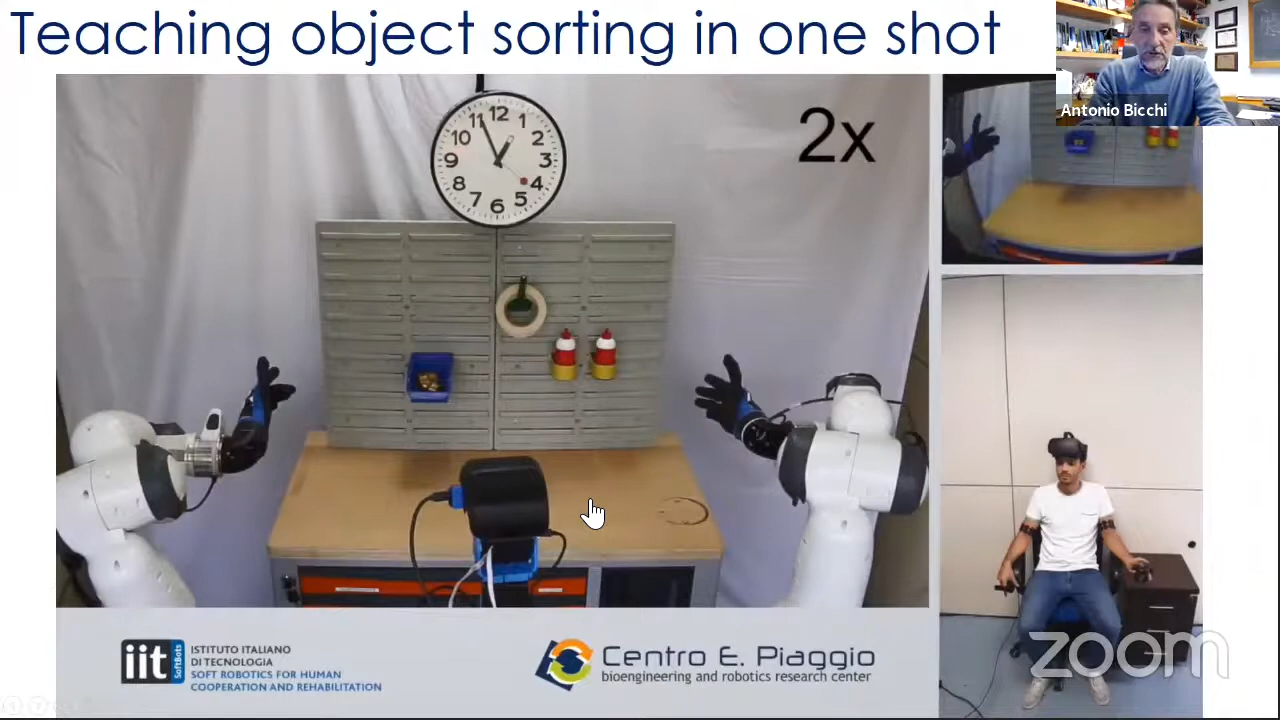 Teaching object sorting in one shot
Antonio Bicchi
2x
12
1
2
3
4
5
6
7
8
9
10
11
iit
SoftBots
ISTITUTO ITALIANO
DI TECNOLOGIA
SOFT ROBOTICS FOR HUMAN
COOPERATION AND REHABILITATION
Centro E. Piaggio
bioengineering and robotics research center
zoom